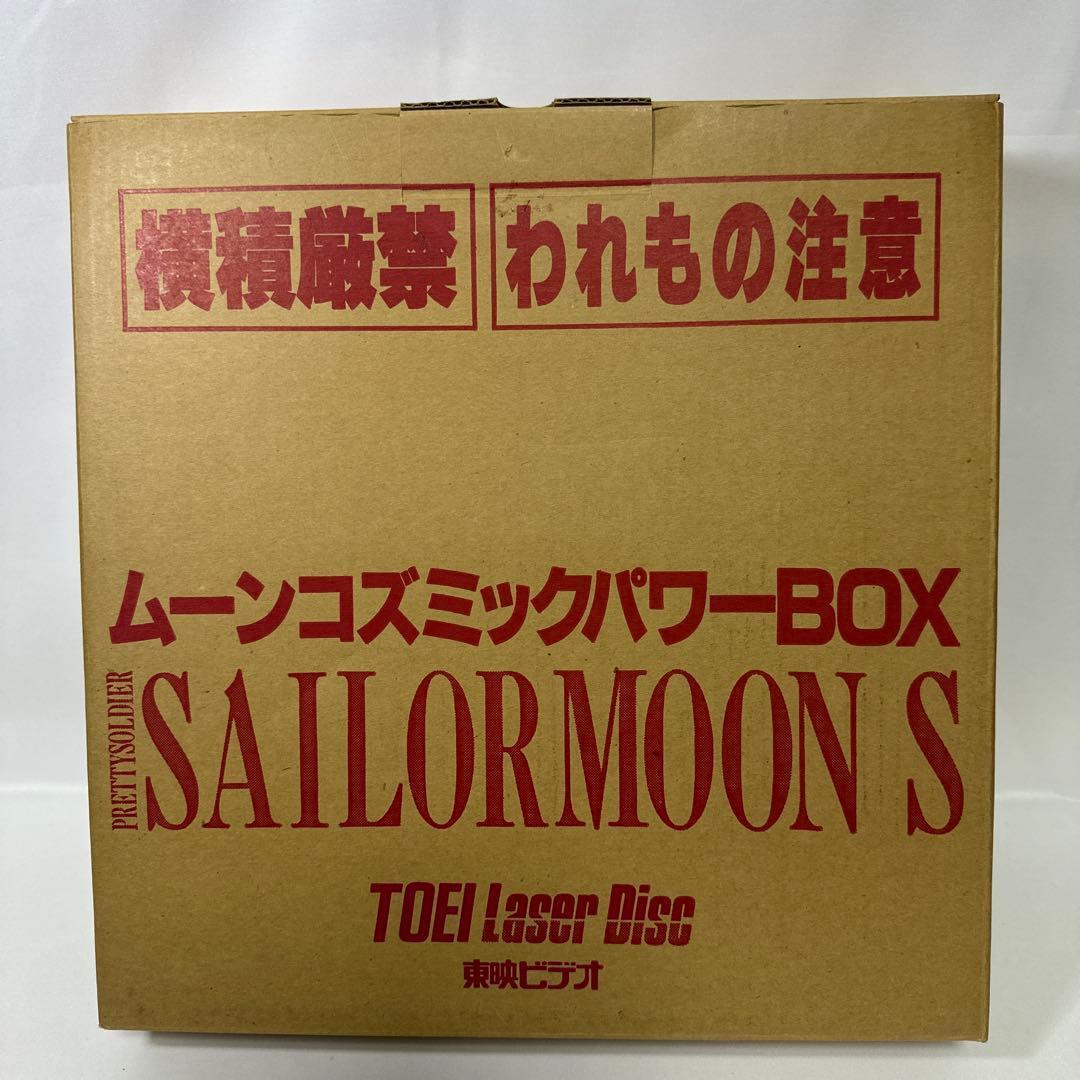 横積厳禁 われもの注意
ムーンコズミックパワーBOX
PRETTYSOLDIER
SAILORMOON S
TOEI Laser Disc
東映ビデオ